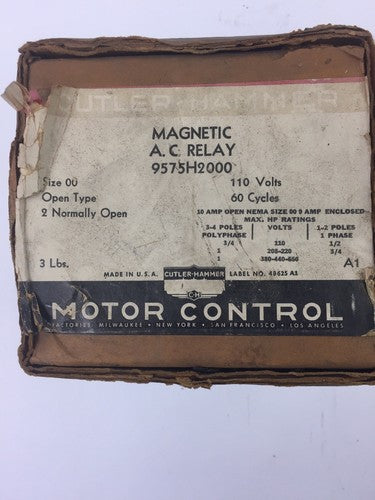 CUTLER-HAMMER
MAGNETIC
A. C. RELAY
9575H2000
Size 00 110 Volts
Open Type 60 Cycles
2 Normally Open 10 AMP OPEN NEMA SIZE 00 9 AMP ENCLOSED
MAX. HP RATINGS
3-4 POLES VOLTS 1-2 POLES
POLYPHASE 1 PHASE
3/4 110 1/2
1 208-220 3/4
1 380-440-550
3 Lbs. A1
MADE IN U.S.A. CUTLER-HAMMER LABEL NO. 48625 A1
C-H
MOTOR CONTROL
FACTORIES: MILWAUKEE • NEW YORK • SAN FRANCISCO • LOS ANGELES